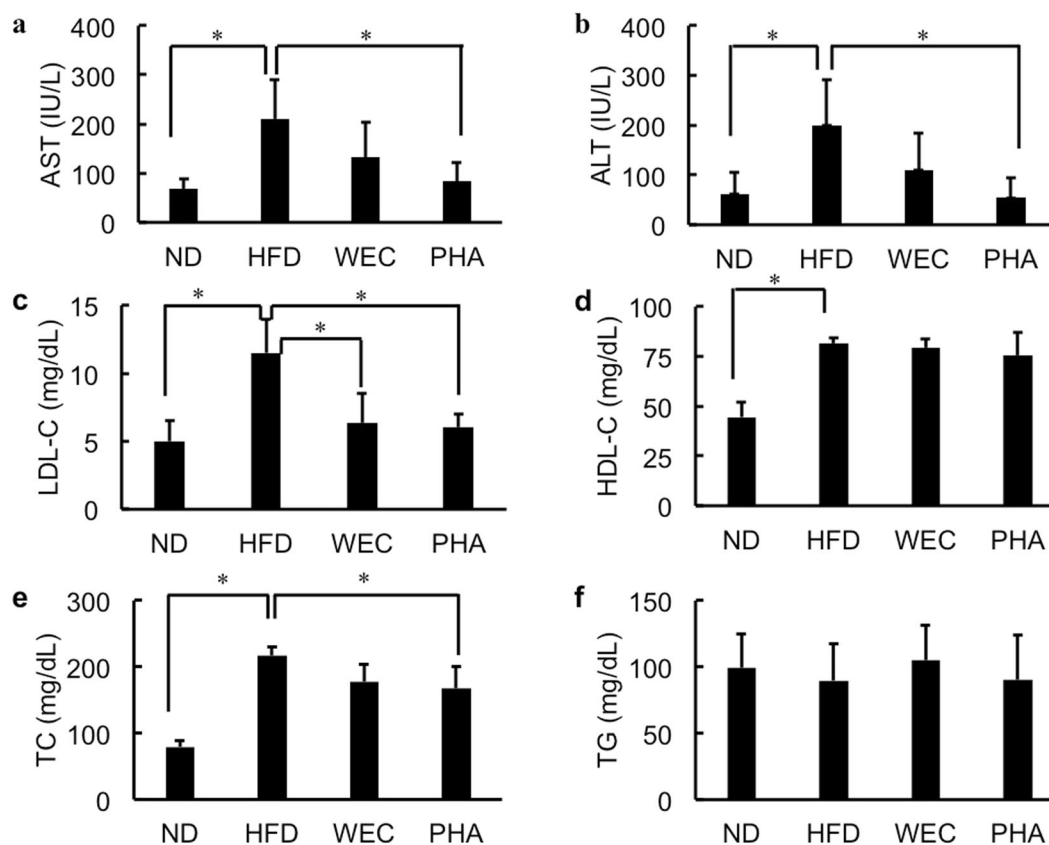 a
AST (IU/L)
400
300
200
100
0
*
*
ND HFD WEC PHA
b
ALT (IU/L)
400
300
200
100
0
*
*
ND HFD WEC PHA
c
LDL-C (mg/dL)
15
10
5
0
*
*
*
ND HFD WEC PHA
d
HDL-C (mg/dL)
100
75
50
25
0
*
ND HFD WEC PHA
e
TC (mg/dL)
300
200
100
0
*
*
ND HFD WEC PHA
f
TG (mg/dL)
150
100
50
0
ND HFD WEC PHA